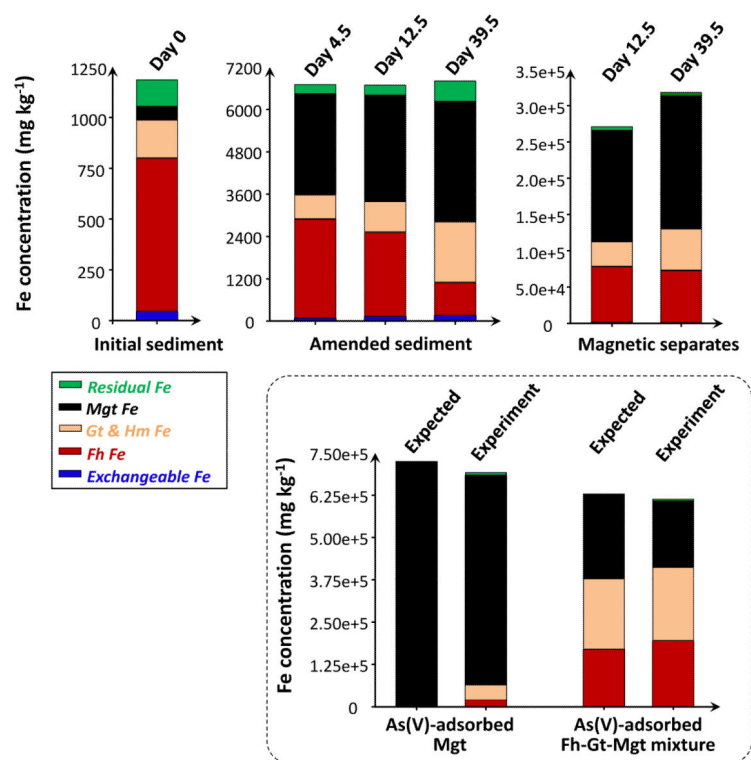 Day 0
Day 4.5
Day 12.5
Day 39.5
Day 12.5
Day 39.5
Fe concentration (mg kg⁻¹)
1250
1000
750
500
250
0
Initial sediment
7200
6000
4800
3600
2400
1200
0
Amended sediment
3.5e+5
3.0e+5
2.5e+5
2.0e+5
1.5e+5
1.0e+5
5.0e+4
0
Magnetic separates
Residual Fe
Mgt Fe
Gt & Hm Fe
Fh Fe
Exchangeable Fe
Expected
Experiment
Expected
Experiment
Fe concentration (mg kg⁻¹)
7.50e+5
6.25e+5
5.00e+5
3.75e+5
2.50e+5
1.25e+5
0
As(V)-adsorbed
Mgt
As(V)-adsorbed
Fh-Gt-Mgt mixture